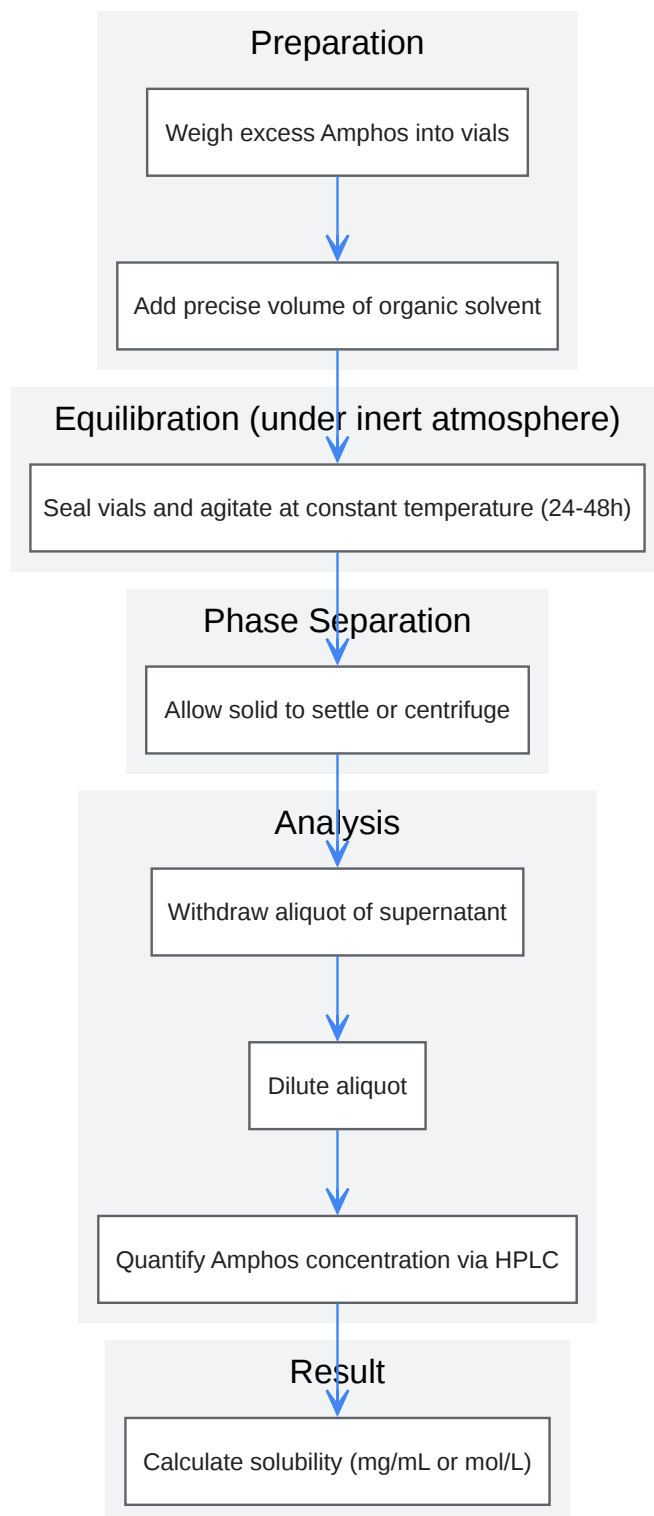 Preparation
Weigh excess Amphos into vials
Add precise volume of organic solvent
Equilibration (under inert atmosphere)
Seal vials and agitate at constant temperature (24-48h)
Phase Separation
Allow solid to settle or centrifuge
Analysis
Withdraw aliquot of supernatant
Dilute aliquot
Quantify Amphos concentration via HPLC
Result
Calculate solubility (mg/mL or mol/L)